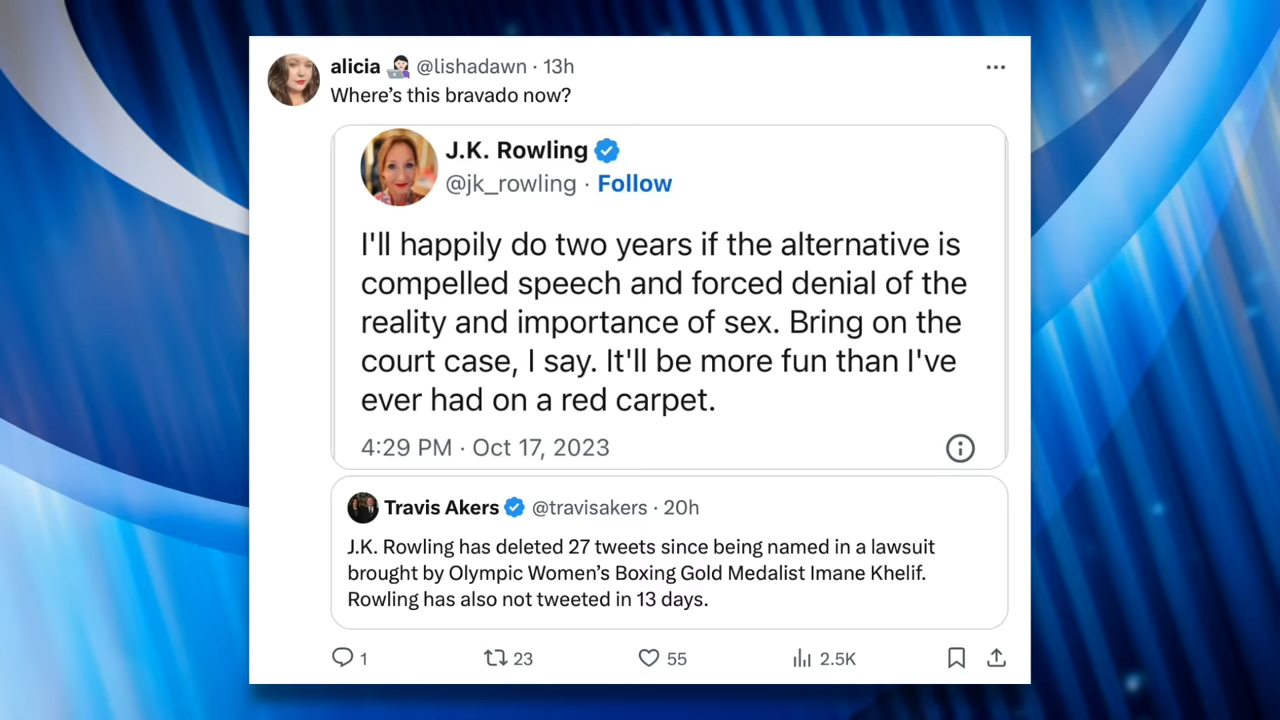 alicia 👩🏻‍💻 @lishadawn · 13h
Where's this bravado now?
J.K. Rowling
@jk_rowling · Follow
I'll happily do two years if the alternative is
compelled speech and forced denial of the
reality and importance of sex. Bring on the
court case, I say. It'll be more fun than I've
ever had on a red carpet.
4:29 PM · Oct 17, 2023
Travis Akers @travisakers · 20h
J.K. Rowling has deleted 27 tweets since being named in a lawsuit
brought by Olympic Women's Boxing Gold Medalist Imane Khelif.
Rowling has also not tweeted in 13 days.
1 23 55 2.5K